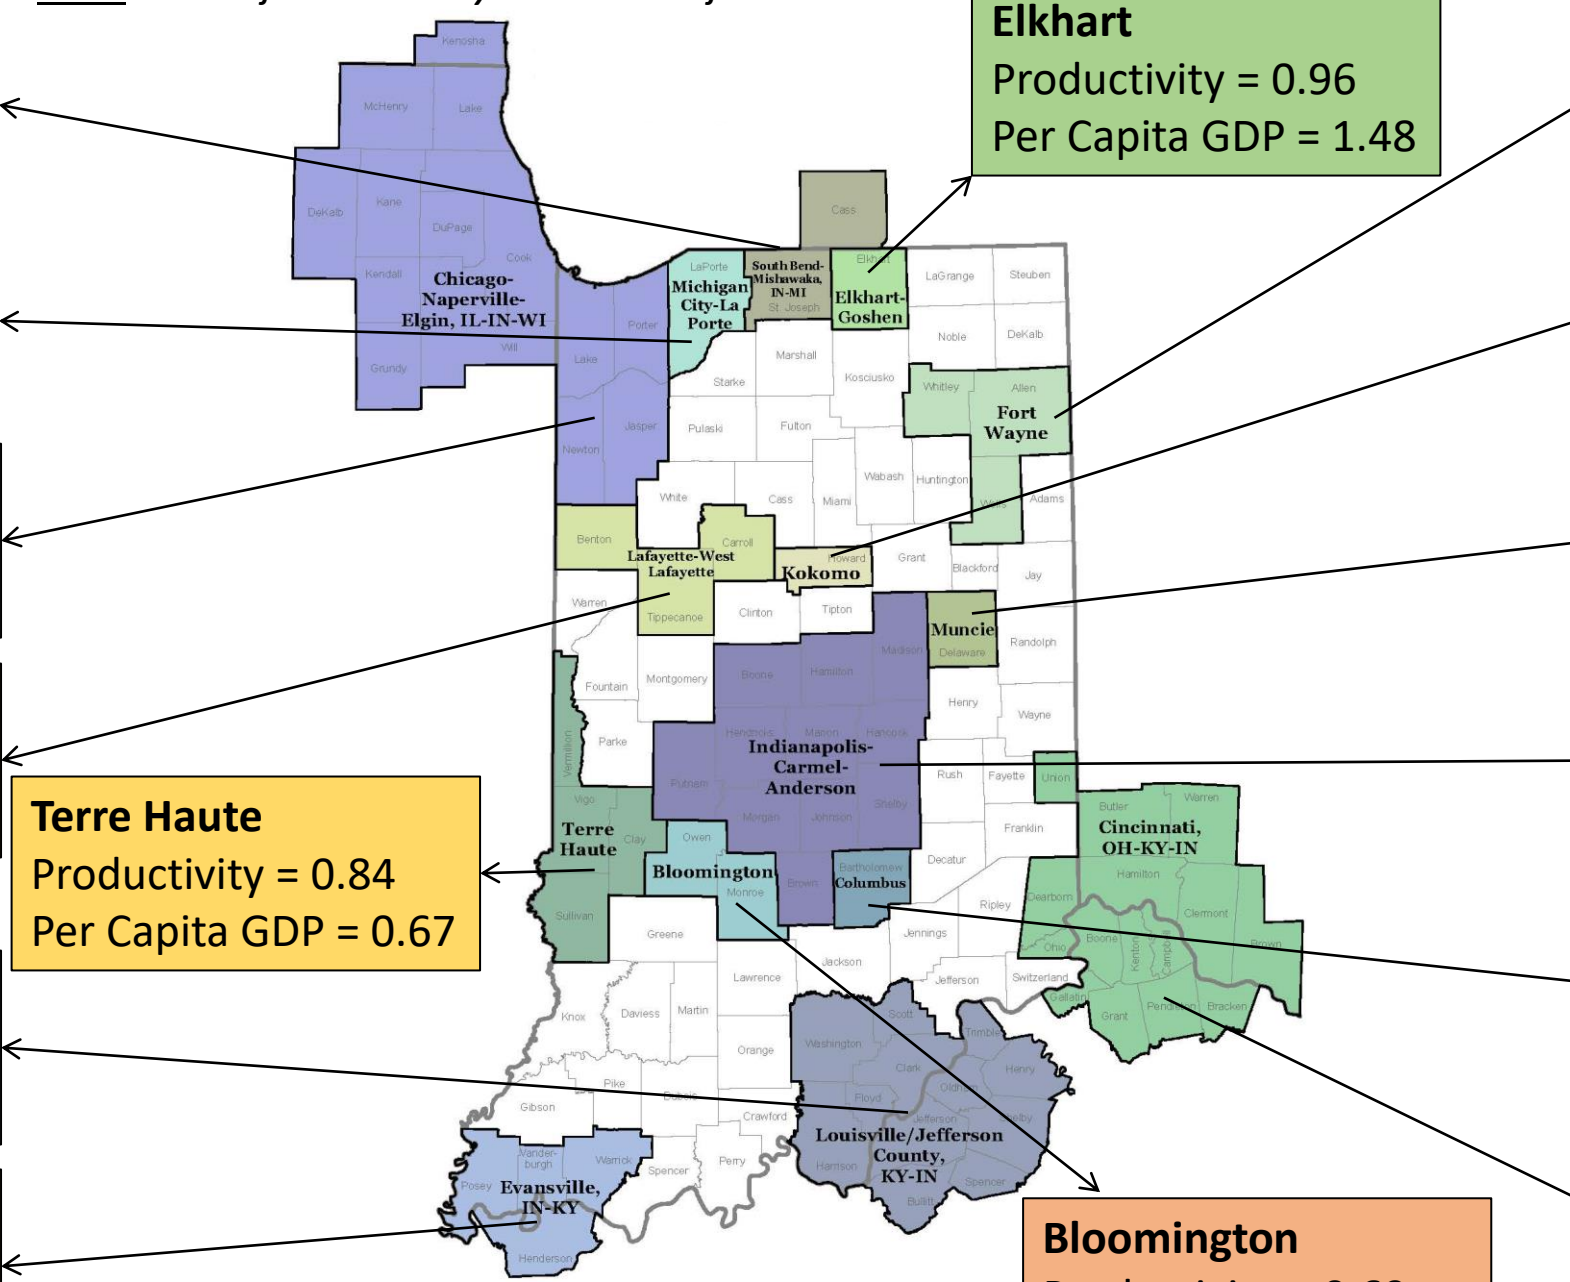 Elkhart
Productivity = 0.96
Per Capita GDP = 1.48
Kenosha
McHenry
Lake
DeKalb
Kane
DuPage
Cook
Kendall
Chicago-
Naperville-
Elgin, IL-IN-WI
Will
Grundy
Cass
LaPorte
Michigan
City-La
Porte
South Bend-
Mishawaka,
IN-MI
St. Joseph
Elkhart
Elkhart-
Goshen
LaGrange
Steuben
Noble
DeKalb
Porter
Lake
Newton
Jasper
Starke
Marshall
Kosciusko
Whitley
Allen
Fort
Wayne
Pulaski
Fulton
White
Cass
Miami
Wabash
Huntington
Wells
Adams
Benton
Carroll
Lafayette-West
Lafayette
Tippecanoe
Howard
Kokomo
Grant
Blackford
Jay
Warren
Clinton
Tipton
Muncie
Delaware
Randolph
Madison
Fountain
Montgomery
Boone
Hamilton
Henry
Wayne
Vermillion
Parke
Hendricks
Marion
Hancock
Indianapolis-
Carmel-
Anderson
Putnam
Morgan
Johnson
Shelby
Rush
Fayette
Union
Franklin
Terre Haute
Productivity = 0.84
Per Capita GDP = 0.67
Vigo
Clay
Terre
Haute
Sullivan
Owen
Bloomington
Monroe
Brown
Bartholomew
Columbus
Decatur
Butler
Warren
Cincinnati,
OH-KY-IN
Hamilton
Clermont
Brown
Dearborn
Ripley
Ohio
Boone
Kenton
Campbell
Gallatin
Grant
Pendleton
Bracken
Greene
Jackson
Jennings
Jefferson
Switzerland
Lawrence
Knox
Daviess
Martin
Orange
Washington
Scott
Trimble
Clark
Henry
Floyd
Oldham
Jefferson
Shelby
Louisville/Jefferson
County,
KY-IN
Harrison
Spencer
Bullitt
Pike
Dubois
Gibson
Crawford
Perry
Spencer
Vander-
burgh
Warrick
Posey
Evansville,
IN-KY
Henderson
Bloomington